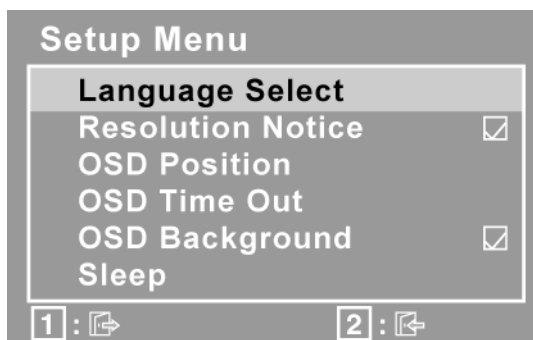 Setup Menu
Language Select
Resolution Notice
OSD Position
OSD Time Out
OSD Background
Sleep
1 : 2 :